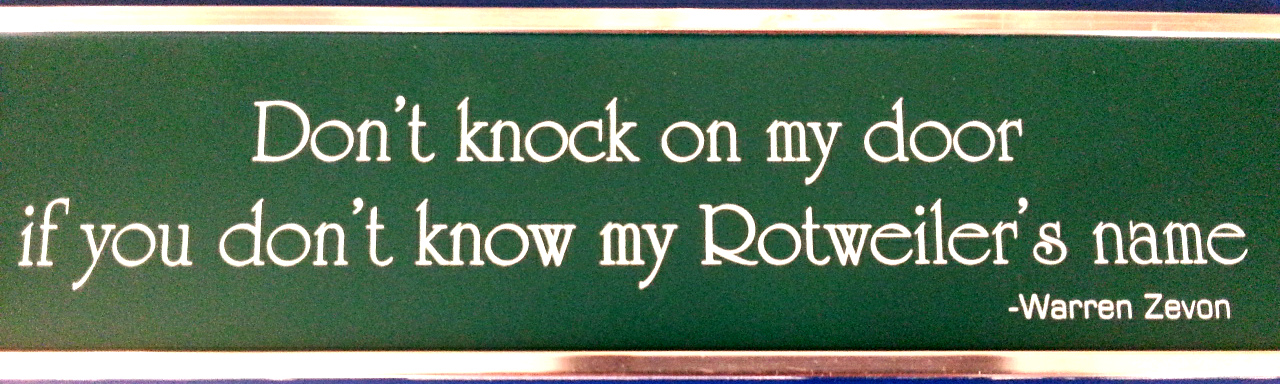 Don't knock on my door
if you don't know my Rotweiler's name
-Warren Zevon